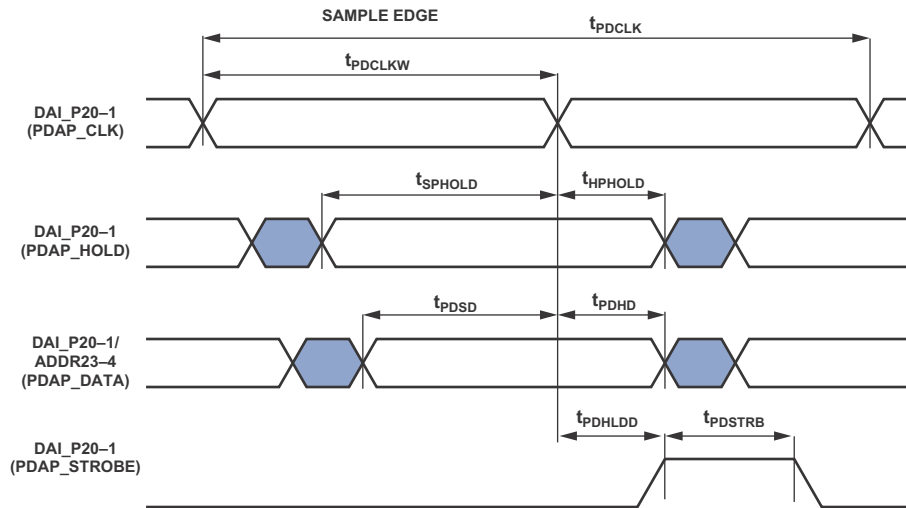 SAMPLE EDGE
tPDCLK
tPDCLKW
DAI_P20–1
(PDAP_CLK)
tSPHOLD
tHPHOLD
DAI_P20–1
(PDAP_HOLD)
tPDSD
tPDHD
DAI_P20–1/
ADDR23–4
(PDAP_DATA)
tPDHLDD
tPDSTRB
DAI_P20–1
(PDAP_STROBE)